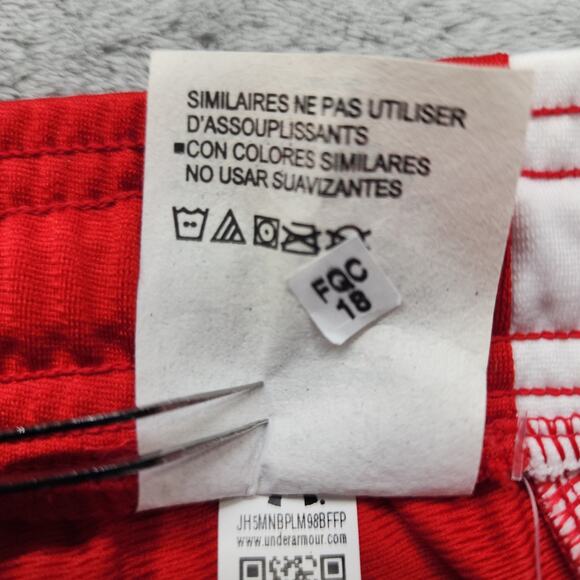 SIMILAIRES NE PAS UTILISER
D'ASSOUPLISSANTS
▪CON COLORES SIMILARES
NO USAR SUAVIZANTES
FQC
18
JH5MNBPLM98BFFP
www.underarmour.com